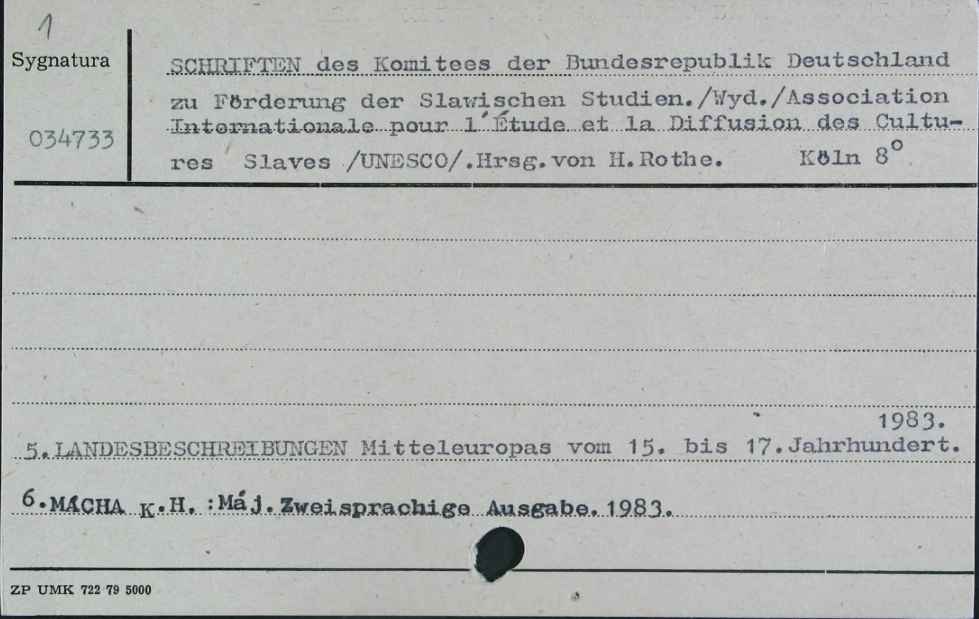 1
Sygnatura
034733
SCHRIFTEN des Komitees der Bundesrepublik Deutschland
zu Förderung der Slawischen Studien./Wyd./Association
Internationale pour l'Étude et la Diffusion des Cultu-
res Slaves /UNESCO/.Hrsg.von H.Rothe. Köln 8°
1983.
5.LANDESBESCHREIBUNGEN Mitteleuropas vom 15. bis 17.Jahrhundert.
6.MÁCHA K.H. :Máj.Zweisprachige Ausgabe.1983.
ZP UMK 722 79 5000